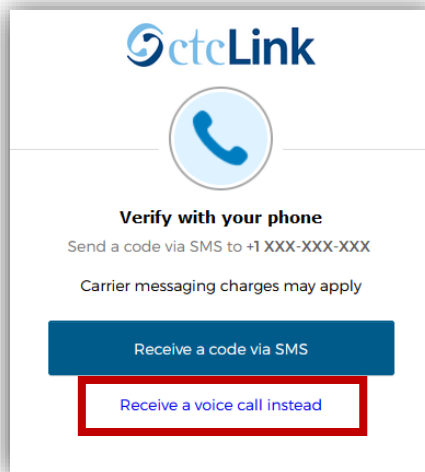 ctcLink
Verify with your phone
Send a code via SMS to +1 XXX-XXX-XXX
Carrier messaging charges may apply
Receive a code via SMS
Receive a voice call instead